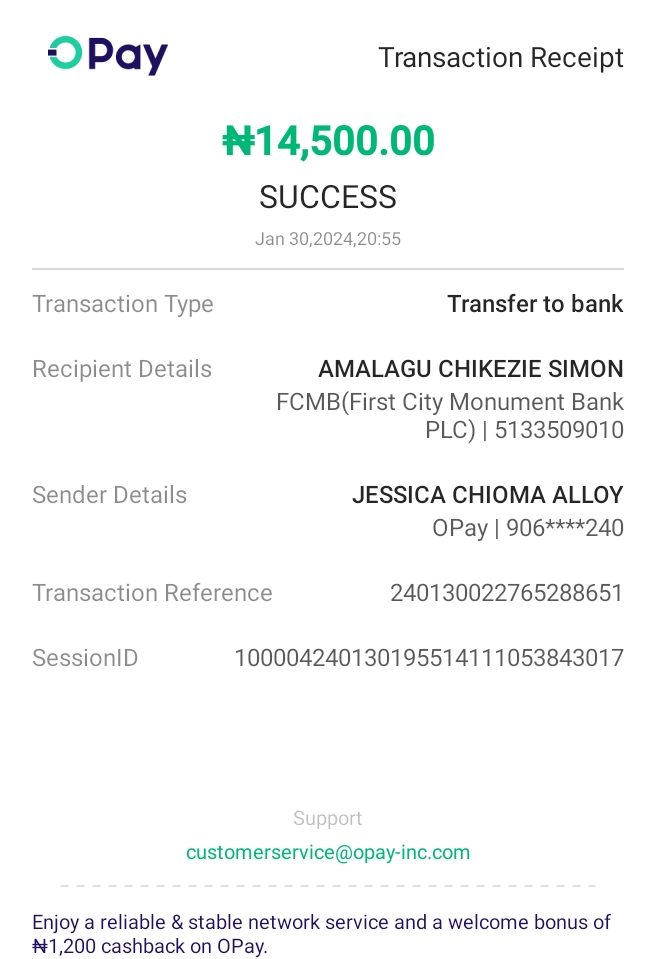 OPay
Transaction Receipt
₦14,500.00
SUCCESS
Jan 30,2024,20:55
Transaction Type
Transfer to bank
Recipient Details
AMALAGU CHIKEZIE SIMON
FCMB(First City Monument Bank
PLC) | 5133509010
Sender Details
JESSICA CHIOMA ALLOY
OPay | 906****240
Transaction Reference
240130022765288651
SessionID
100004240130195514111053843017
Support
customerservice@opay-inc.com
Enjoy a reliable & stable network service and a welcome bonus of
₦1,200 cashback on OPay.